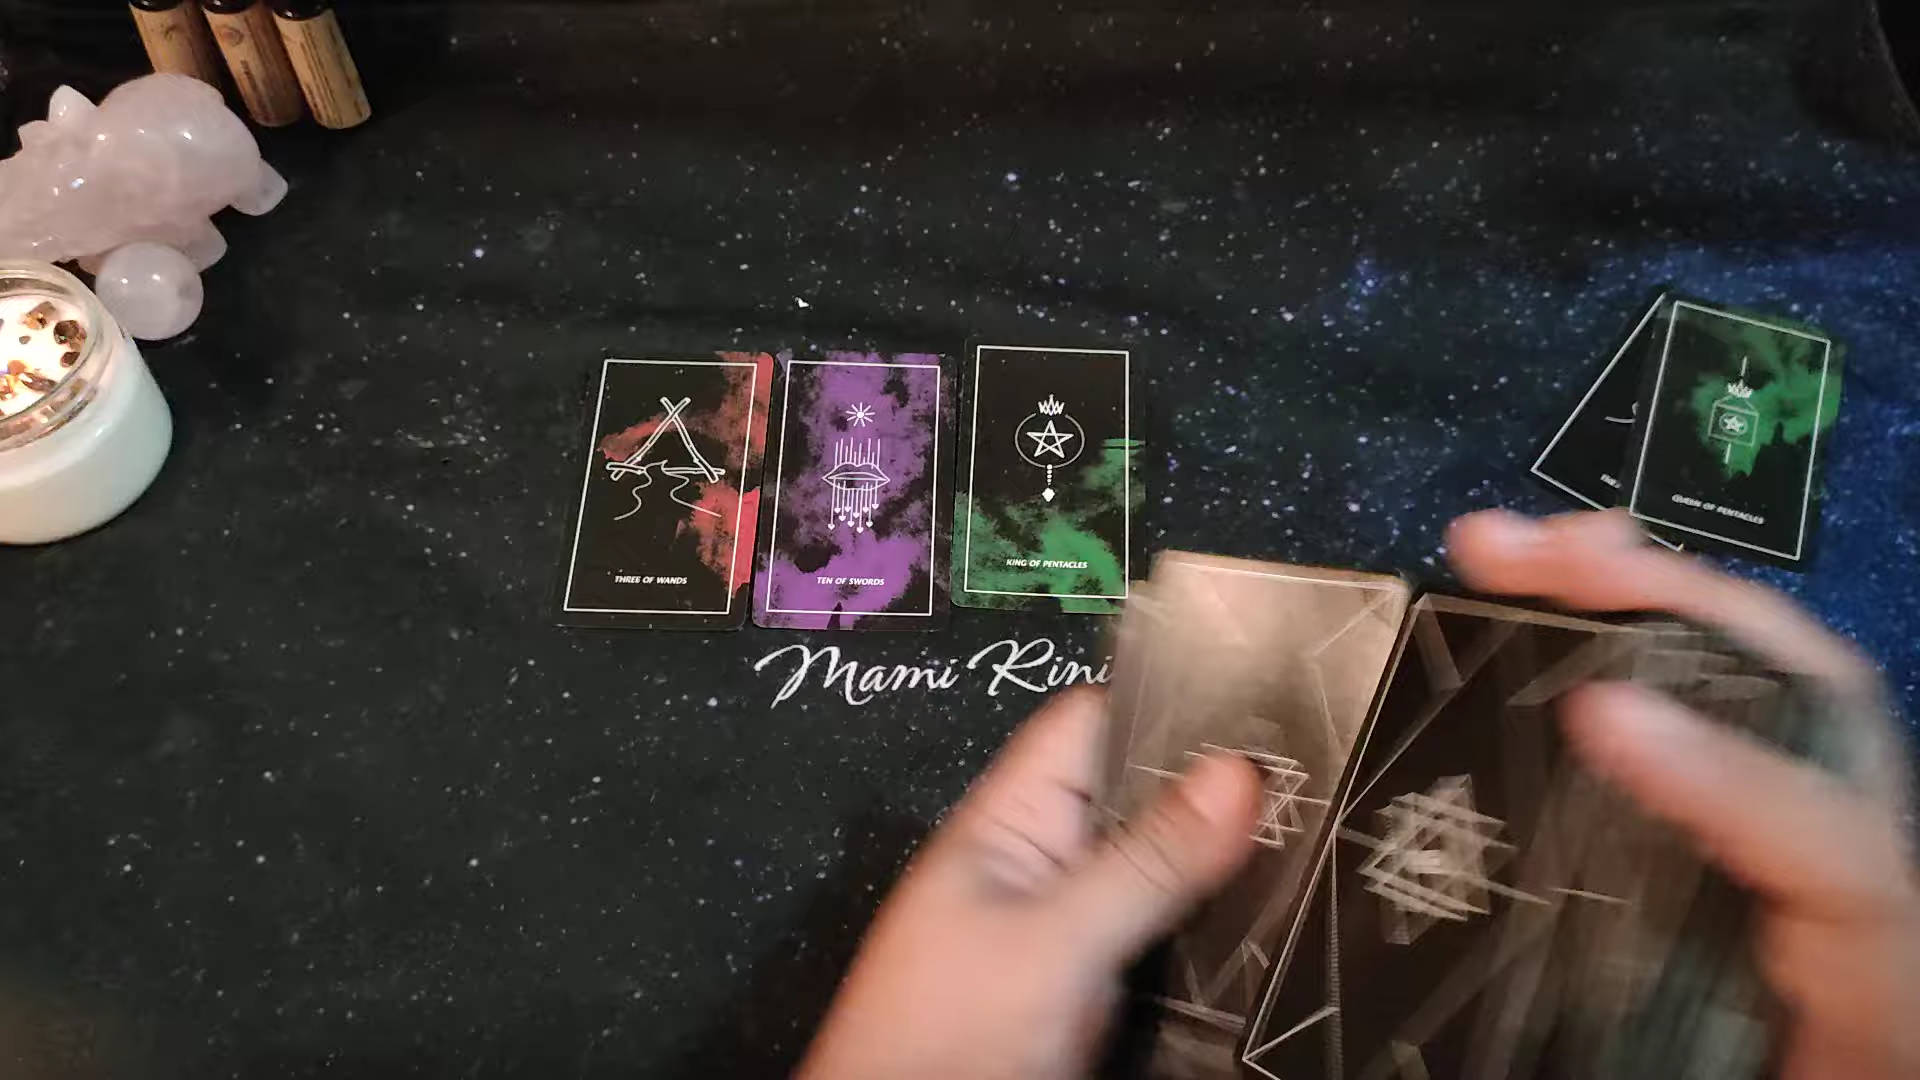 THREE OF WANDS
TEN OF SWORDS
KING OF PENTACLES
QUEEN OF PENTACLES
Mami Rini